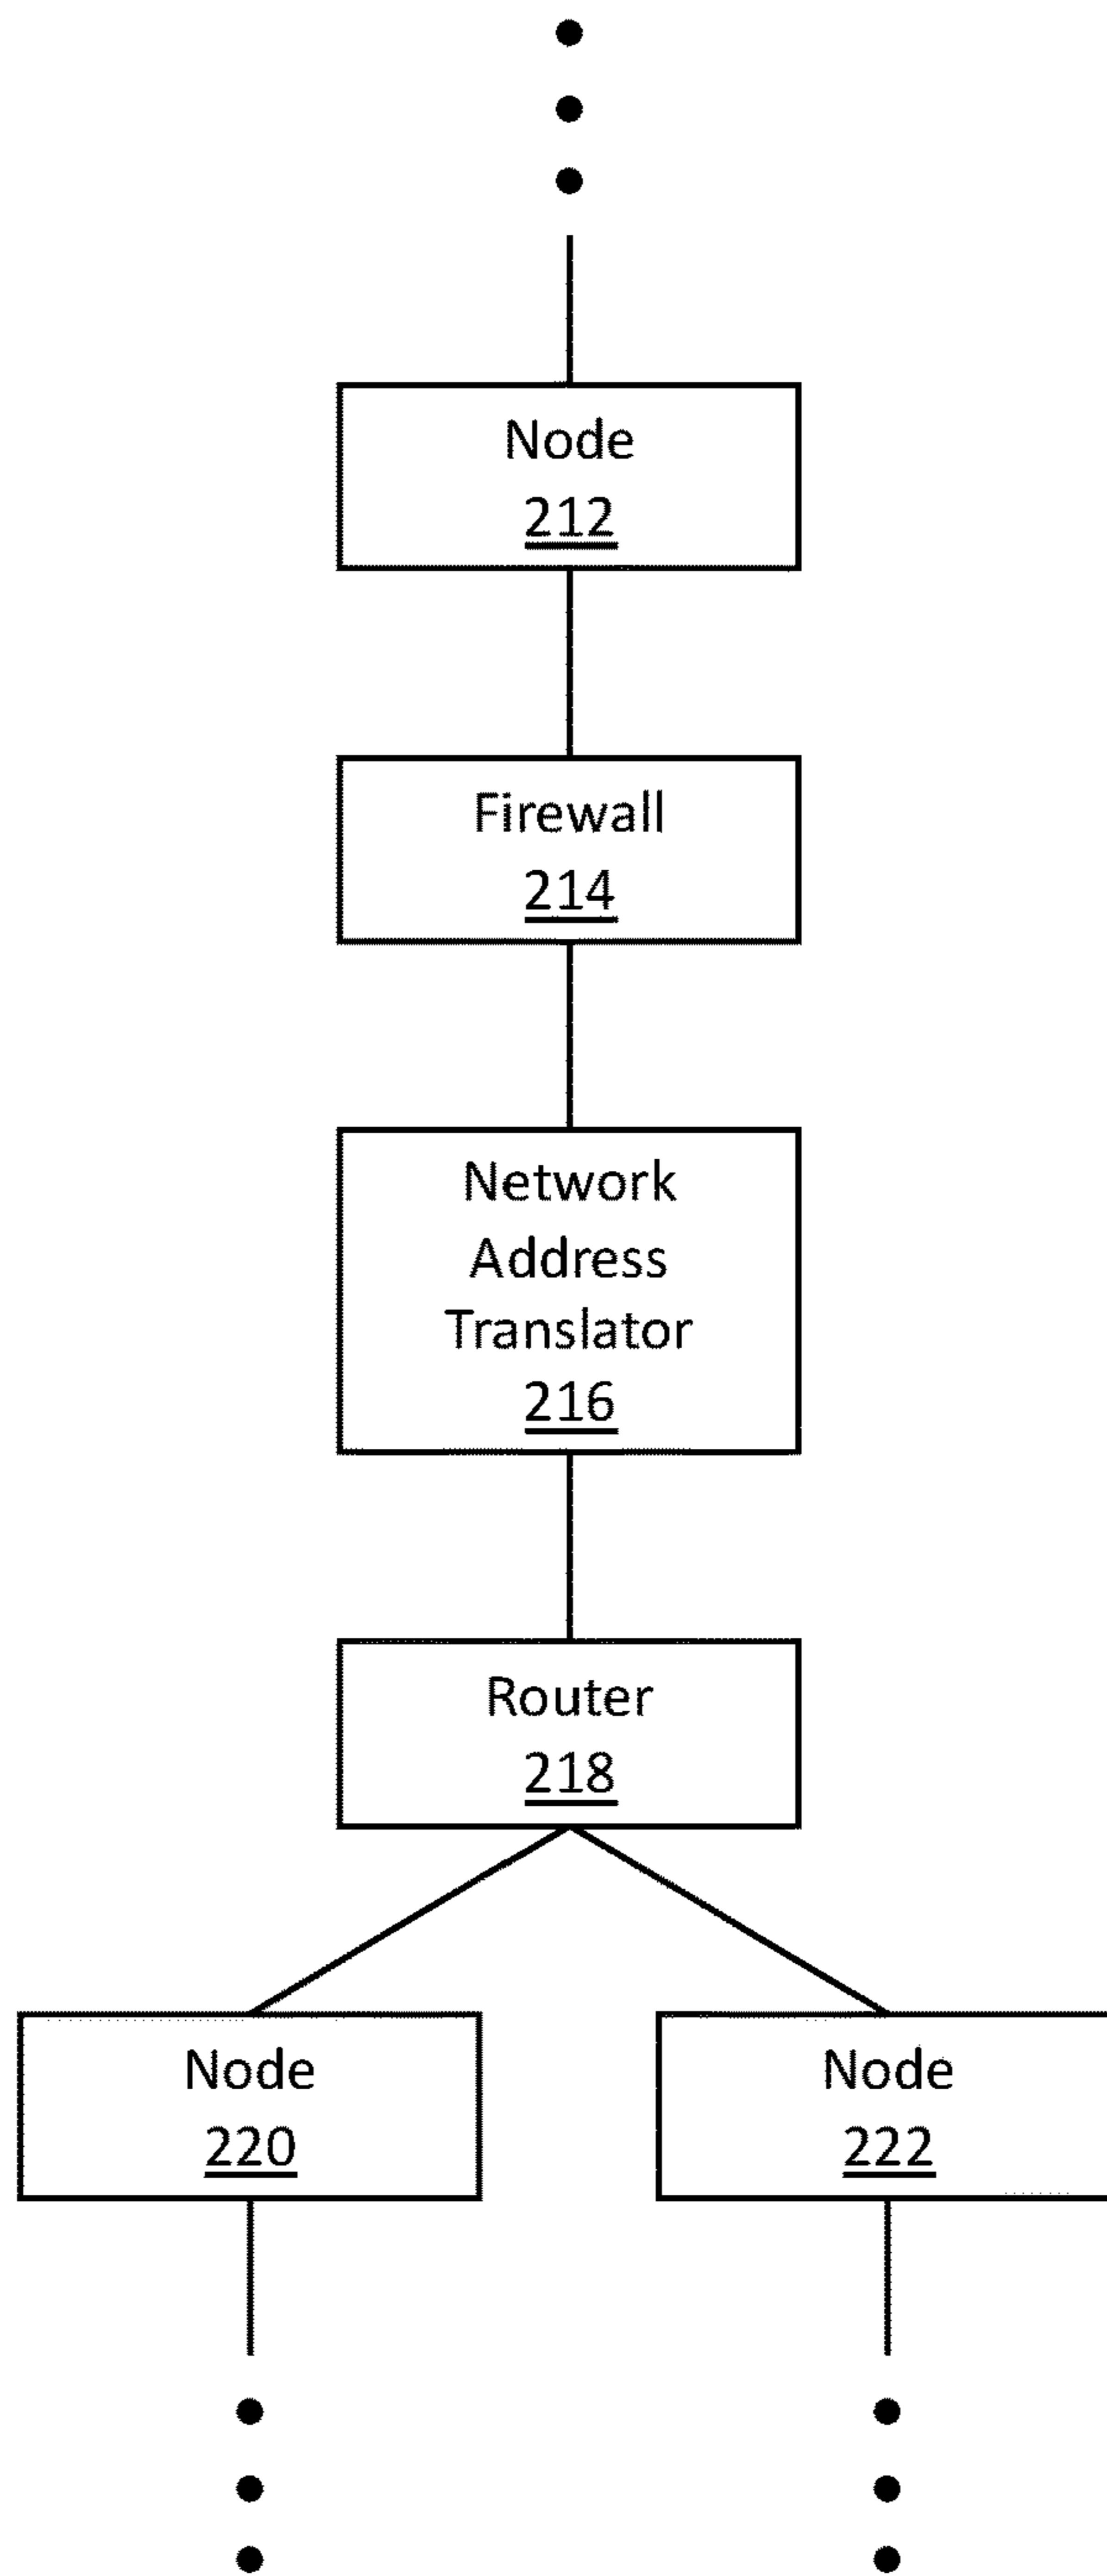 Node
212
Firewall
214
Network
Address
Translator
216
Router
218
Node
220
Node
222